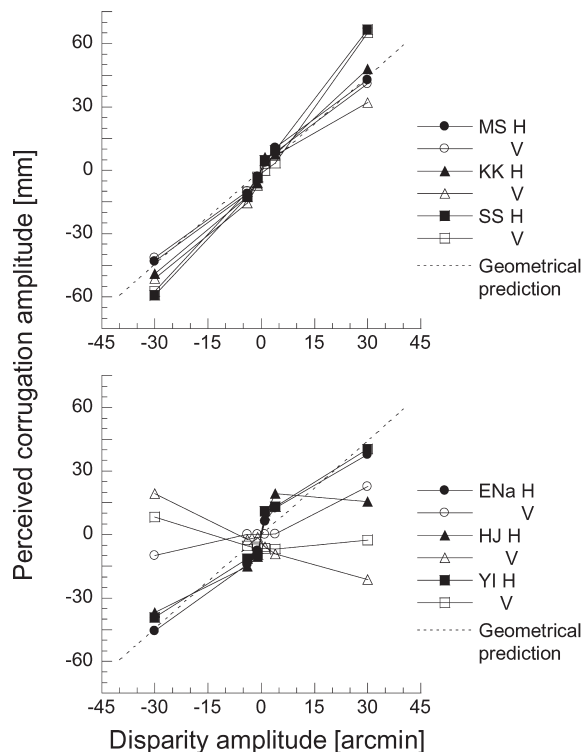 Perceived corrugation amplitude [mm]
60
30
0
-30
-60
-45 -30 -15 0 15 30 45
MS H
V
KK H
V
SS H
V
Geometrical
prediction
60
30
0
-30
-60
-45 -30 -15 0 15 30 45
ENa H
V
HJ H
V
YI H
V
Geometrical
prediction
Disparity amplitude [arcmin]